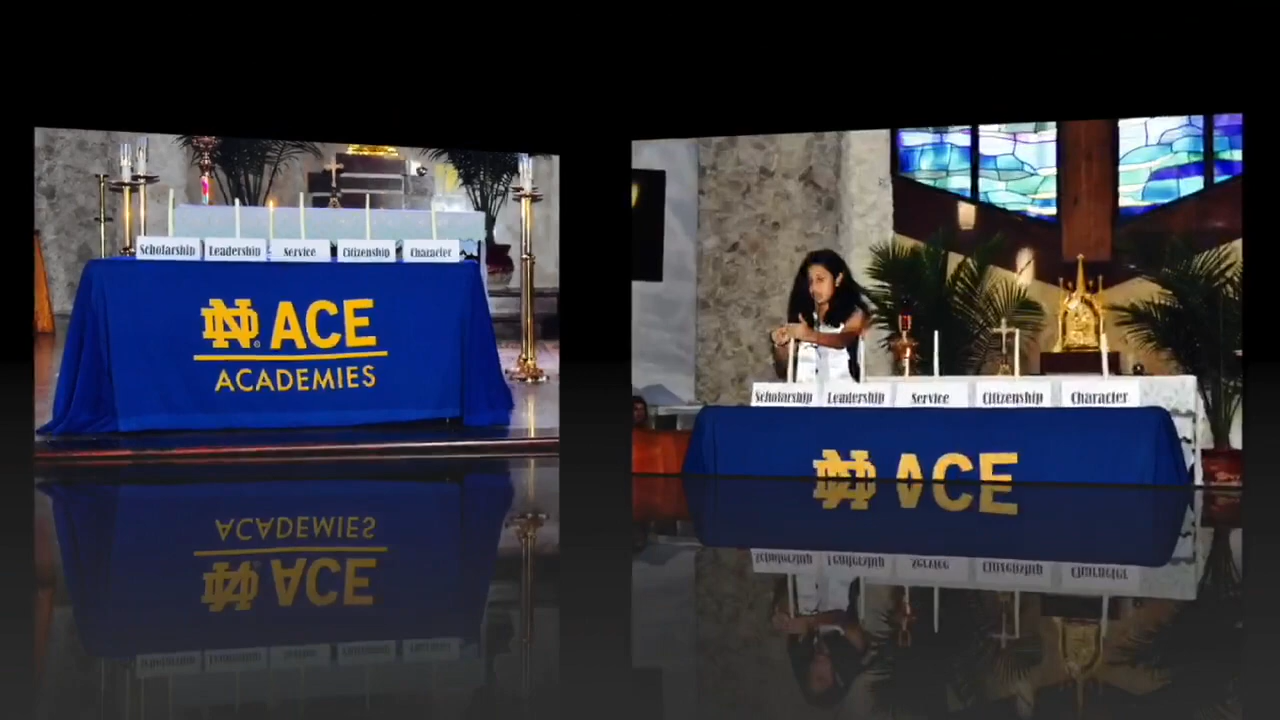 Scholarship Leadership Service Citizenship Character
ND® ACE
ACADEMIES
Scholarship Leadership Service Citizenship Character
ND ACE